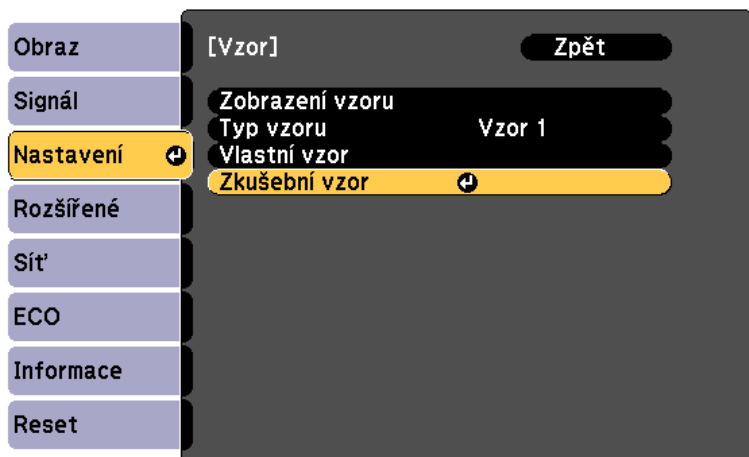 Obraz
Signál
Nastavení
Rozšířené
Síť
ECO
Informace
Reset
[Vzor] Zpět
Zobrazení vzoru
Typ vzoru Vzor 1
Vlastní vzor
Zkušební vzor